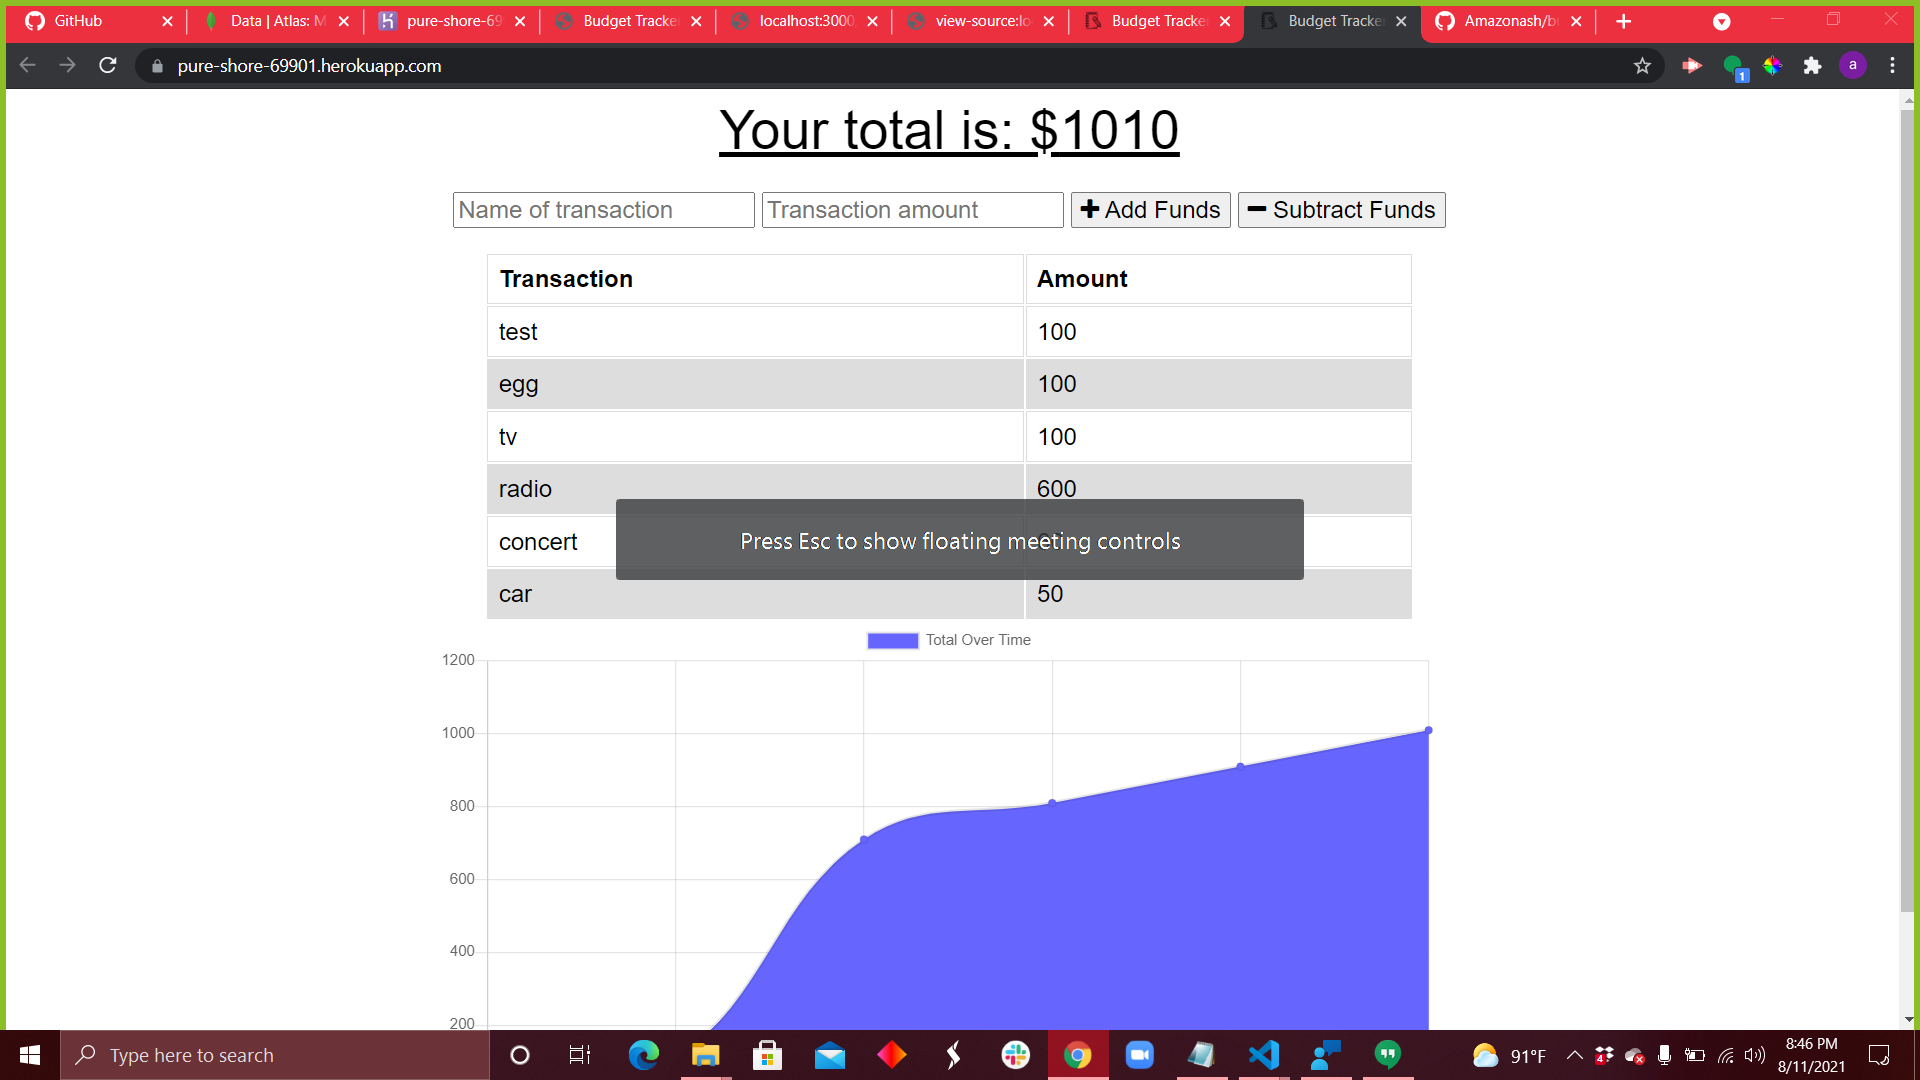 GitHub
Data | Atlas: M
pure-shore-69
Budget Tracke
localhost:3000
view-source:lo
Budget Tracke
Budget Tracke
Amazonash/b
pure-shore-69901.herokuapp.com
a
1
Your total is: $1010
Name of transaction
Transaction amount
Add Funds
Subtract Funds
Transaction Amount
test 100
egg 100
tv 100
radio 600
concert
Press Esc to show floating meeting controls
car 50
Total Over Time
1200
1000
800
600
400
200
Type here to search
91°F
4
8:46 PM
8/11/2021